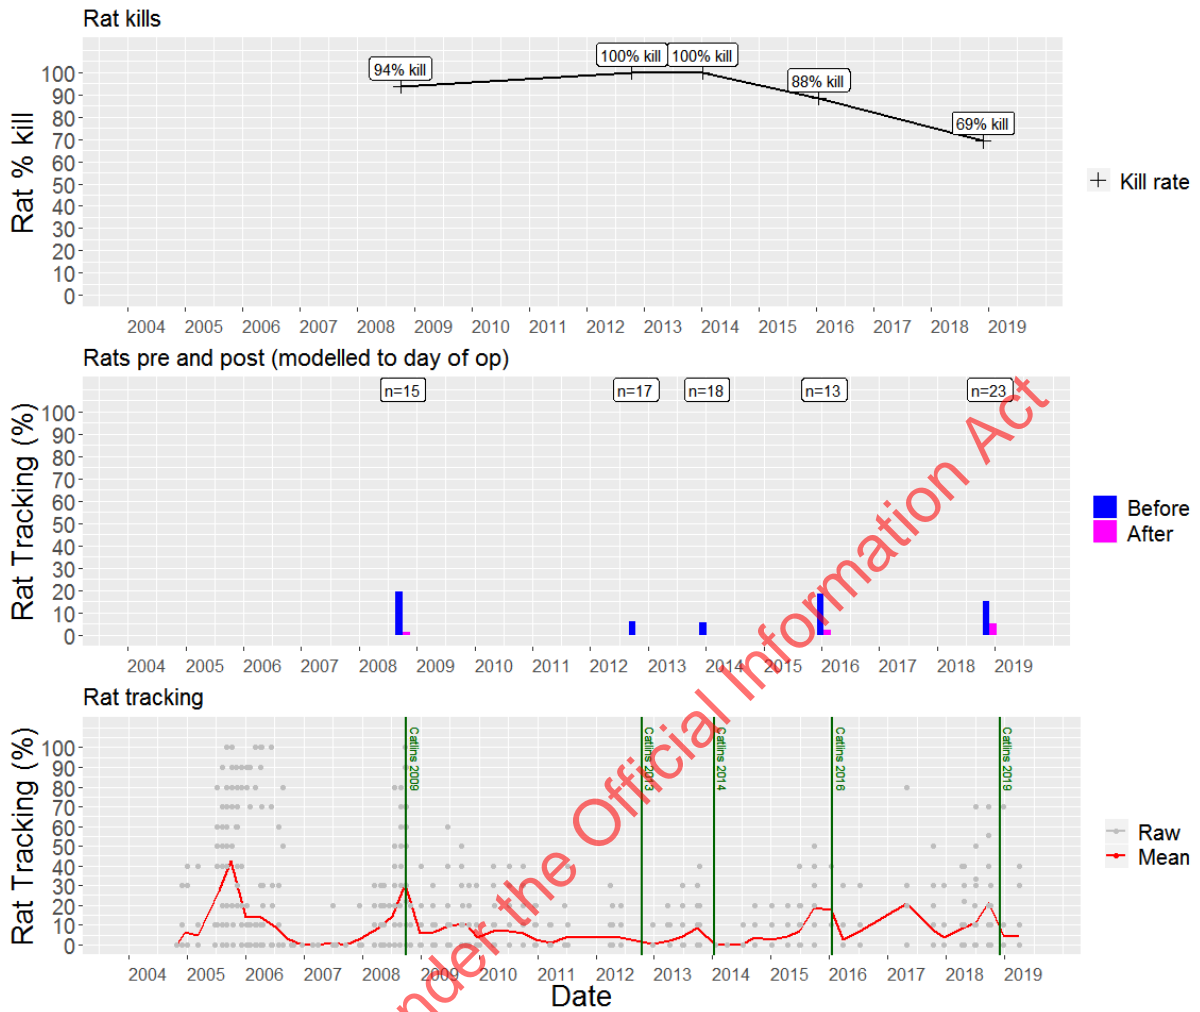 Rat kills
Rat % kill
100
90
80
70
60
50
40
30
20
10
0
94% kill
100% kill
100% kill
88% kill
69% kill
Kill rate
2004 2005 2006 2007 2008 2009 2010 2011 2012 2013 2014 2015 2016 2017 2018 2019
Rats pre and post (modelled to day of op)
Rat Tracking (%)
100
90
80
70
60
50
40
30
20
10
0
n=15
n=17
n=18
n=13
n=23
Before
After
2004 2005 2006 2007 2008 2009 2010 2011 2012 2013 2014 2015 2016 2017 2018 2019
Rat tracking
Rat Tracking (%)
100
90
80
70
60
50
40
30
20
10
0
Catlins 2009
Catlins 2013
Catlins 2014
Catlins 2016
Catlins 2019
Raw
Mean
2004 2005 2006 2007 2008 2009 2010 2011 2012 2013 2014 2015 2016 2017 2018 2019
Date
nder the Official Information Act